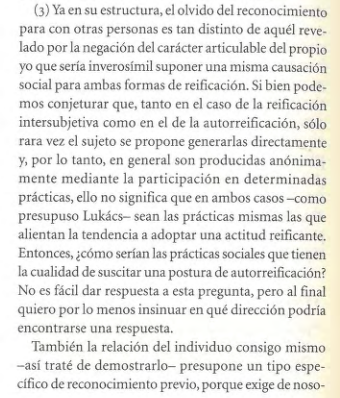 (3) Ya en su estructura, el olvido del reconocimiento
para con otras personas es tan distinto de aquél reve-
lado por la negación del carácter articulable del propio
yo que sería inverosímil suponer una misma causación
social para ambas formas de reificación. Si bien pode-
mos conjeturar que, tanto en el caso de la reificación
intersubjetiva como en el de la autorreificación, sólo
rara vez el sujeto se propone generarlas directamente
y, por lo tanto, en general son producidas anónima-
mente mediante la participación en determinadas
prácticas, ello no significa que en ambos casos –como
presupuso Lukács– sean las prácticas mismas las que
alientan la tendencia a adoptar una actitud reificante.
Entonces, ¿cómo serían las prácticas sociales que tienen
la cualidad de suscitar una postura de autorreificación?
No es fácil dar respuesta a esta pregunta, pero al final
quiero por lo menos insinuar en qué dirección podría
encontrarse una respuesta.
También la relación del individuo consigo mismo
–así traté de demostrarlo– presupone un tipo espe-
cífico de reconocimiento previo, porque exige de noso-